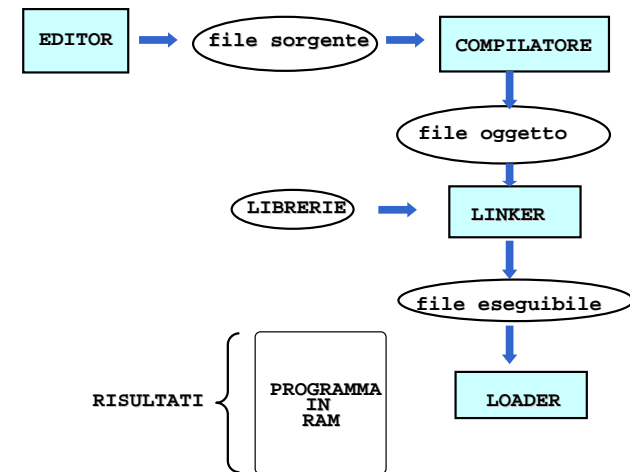 EDITOR
file sorgente
COMPILATORE
file oggetto
LIBRERIE
LINKER
file eseguibile
RISULTATI
PROGRAMMA
IN
RAM
LOADER